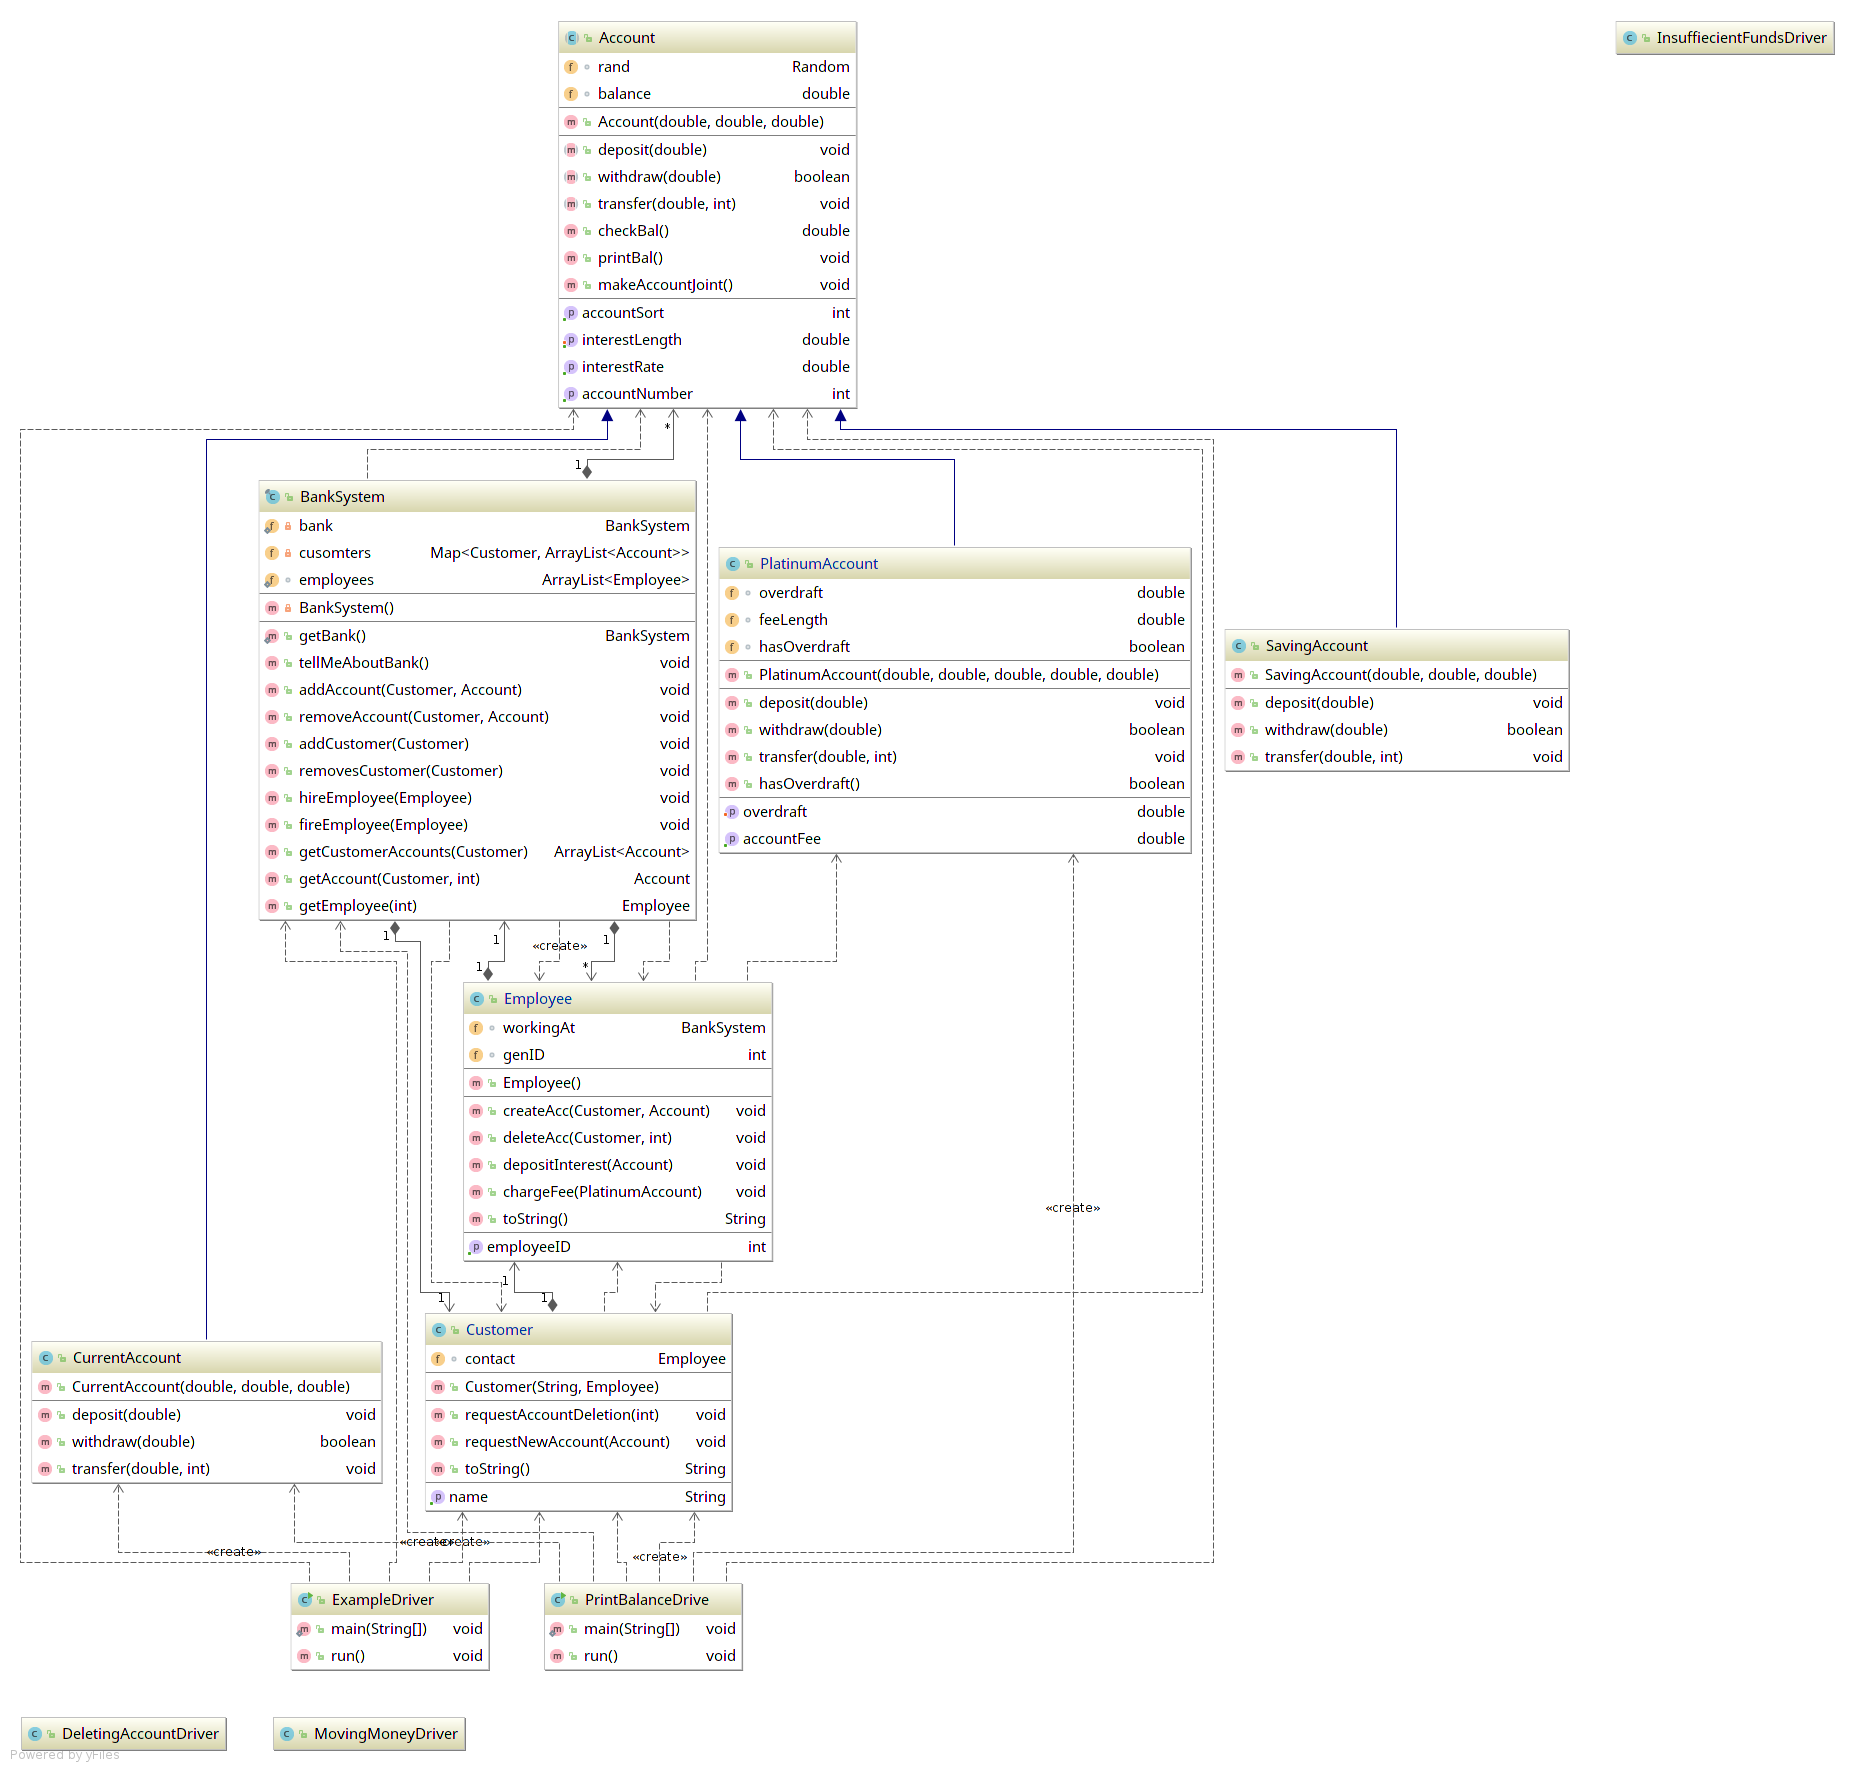 Account
rand Random
balance double
Account(double, double, double)
deposit(double) void
withdraw(double) boolean
transfer(double, int) void
checkBal() double
printBal() void
makeAccountJoint() void
accountSort int
interestLength double
interestRate double
accountNumber int
InsuffiecientFundsDriver
*
1
BankSystem
bank BankSystem
cusomters Map<Customer, ArrayList<Account>>
employees ArrayList<Employee>
BankSystem()
getBank() BankSystem
tellMeAboutBank() void
addAccount(Customer, Account) void
removeAccount(Customer, Account) void
addCustomer(Customer) void
removesCustomer(Customer) void
hireEmployee(Employee) void
fireEmployee(Employee) void
getCustomerAccounts(Customer) ArrayList<Account>
getAccount(Customer, int) Account
getEmployee(int) Employee
PlatinumAccount
overdraft double
feeLength double
hasOverdraft boolean
PlatinumAccount(double, double, double, double, double)
deposit(double) void
withdraw(double) boolean
transfer(double, int) void
hasOverdraft() boolean
overdraft double
accountFee double
SavingAccount
SavingAccount(double, double, double)
deposit(double) void
withdraw(double) boolean
transfer(double, int) void
1 1 «create» 1
1 *
Employee
workingAt BankSystem
genID int
Employee()
createAcc(Customer, Account) void
deleteAcc(Customer, int) void
depositInterest(Account) void
chargeFee(PlatinumAccount) void
toString() String
employeeID int
«create»
1
1 1
Customer
contact Employee
Customer(String, Employee)
requestAccountDeletion(int) void
requestNewAccount(Account) void
toString() String
name String
CurrentAccount
CurrentAccount(double, double, double)
deposit(double) void
withdraw(double) boolean
transfer(double, int) void
«create» «create» «create» «create»
ExampleDriver
main(String[]) void
run() void
PrintBalanceDrive
main(String[]) void
run() void
DeletingAccountDriver
MovingMoneyDriver
Powered by yFiles